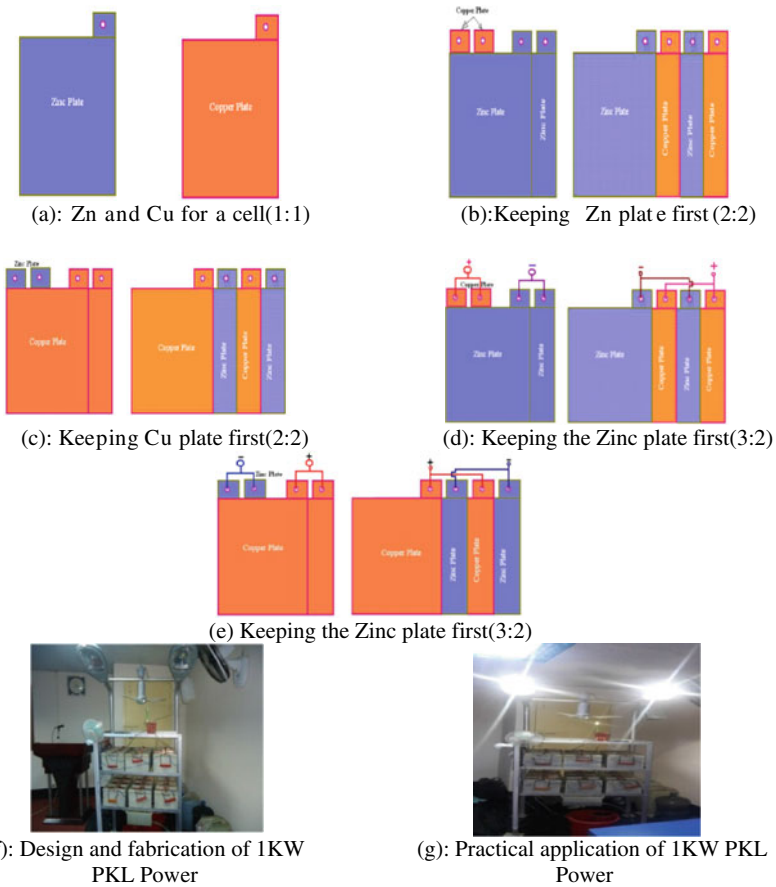 Zinc Plate
Copper Plate
(a): Zn and Cu for a cell(1:1)
Copper Plate
Zinc Plate
Zinc Plate
Zinc Plate
Copper Plate
Zinc Plate
Copper Plate
(b):Keeping Zn plat e first (2:2)
Zinc Plate
Copper Plate
Copper Plate
Zinc Plate
Copper Plate
Zinc Plate
(c): Keeping Cu plate first(2:2)
+
-
Copper Plate
Zinc Plate
Zinc Plate
-
+
Zinc Plate
Copper Plate
Zinc Plate
Copper Plate
(d): Keeping the Zinc plate first(3:2)
-
+
Zinc Plate
Copper Plate
+
-
Copper Plate
Zinc Plate
Copper Plate
Zinc Plate
(e) Keeping the Zinc plate first(3:2)
): Design and fabrication of 1KW
PKL Power
(g): Practical application of 1KW PKL
Power